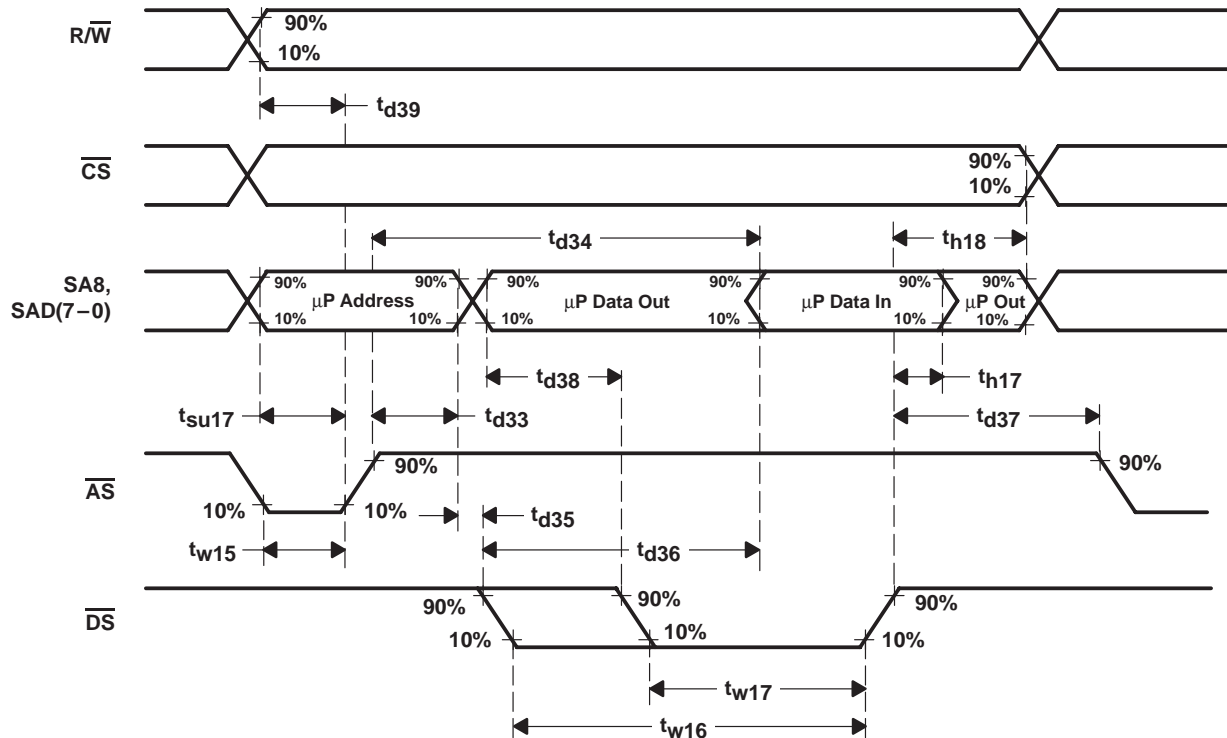 R/W
90%
10%
td39
CS
90%
10%
td34
th18
SA8,
SAD(7–0)
90%
μP Address
10%
90%
10%
90%
μP Data Out
10%
90%
10%
μP Data In
90%
10%
90%
μP Out
10%
td38
th17
tsu17
td33
td37
AS
90%
90%
10%
10%
td35
tw15
td36
DS
90%
10%
90%
10%
90%
10%
tw17
tw16